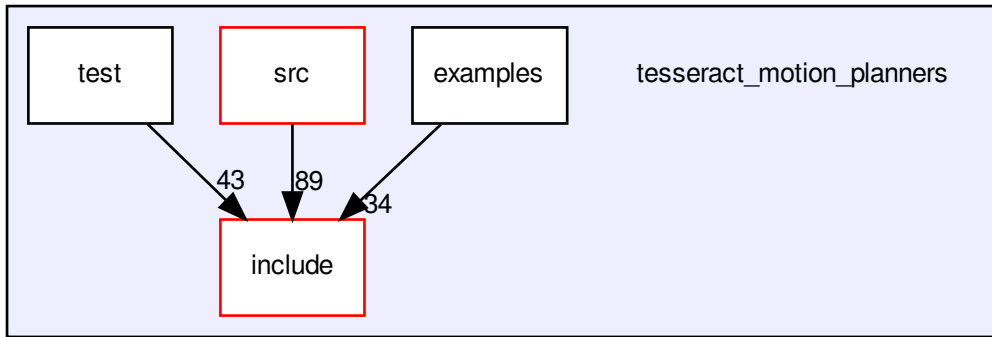 test
src
examples
tesseract_motion_planners
43
89
34
include